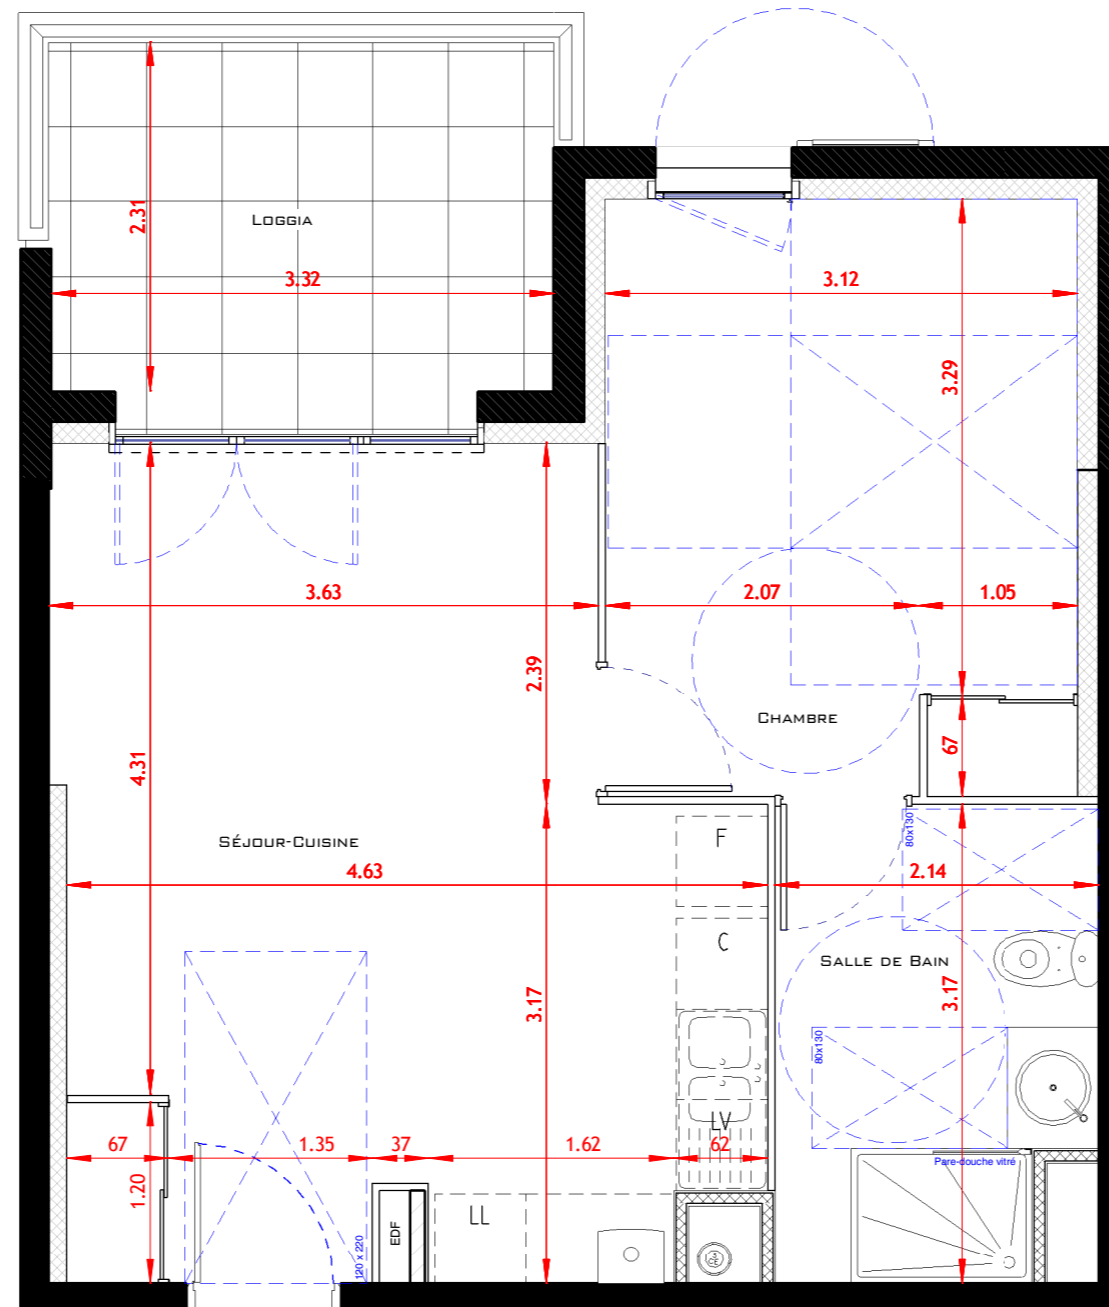 2.31
LOGGIA
3.32
3.12
3.29
3.63
2.07
1.05
2.39
CHAMBRE
67
4.31
SÉJOUR-CUISINE
F
80x130
4.63
2.14
C
SALLE DE BAIN
3.17
3.17
80x130
LV
67
1.35
37
1.62
62
Pare-douche vitré
1.20
LL
EDF
120 x 220